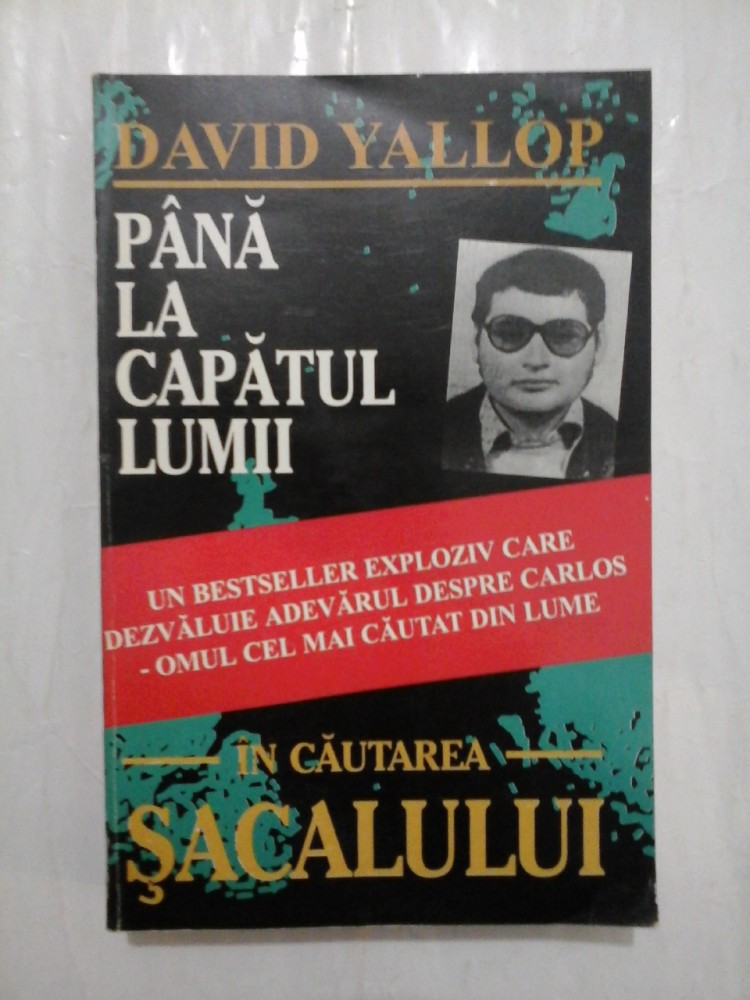 DAVID YALLOP
PÂNĂ
LA
CAPĂTUL
LUMII
UN BESTSELLER EXPLOZIV CARE
DEZVĂLUIE ADEVĂRUL DESPRE CARLOS
- OMUL CEL MAI CĂUTAT DIN LUME
ÎN CĂUTAREA
ŞACALULUI